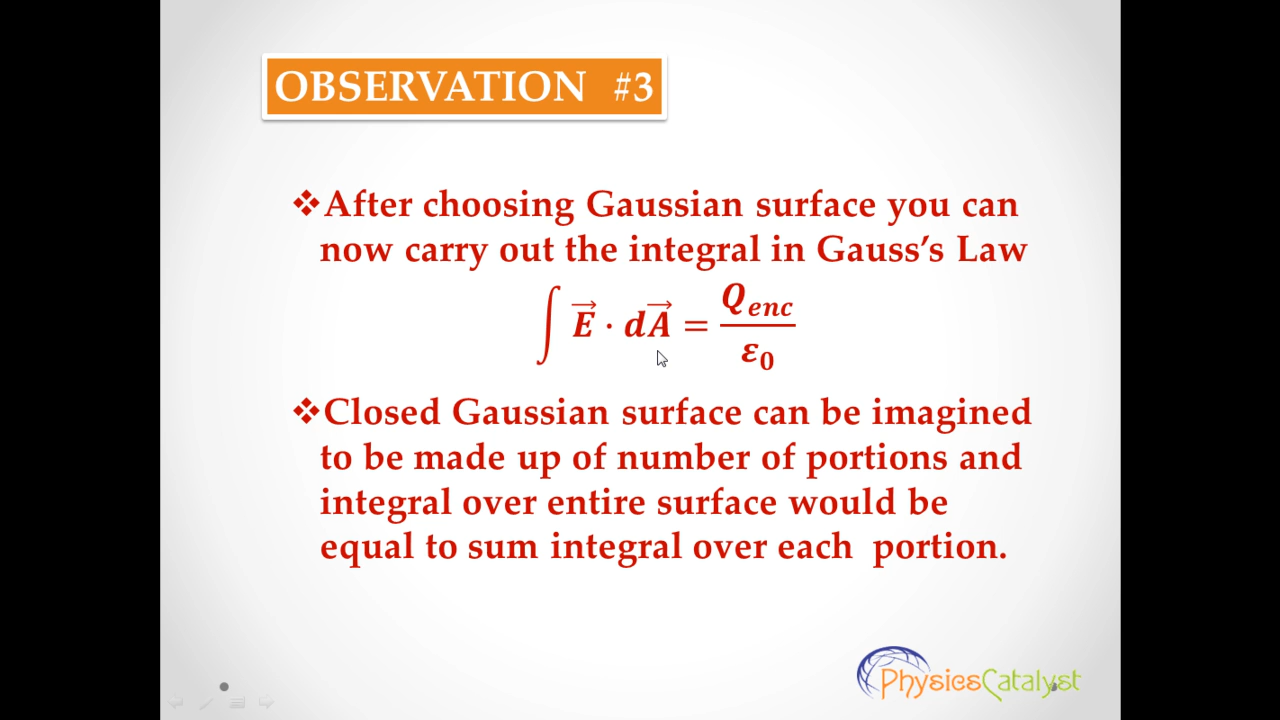 OBSERVATION #3
❖After choosing Gaussian surface you can
now carry out the integral in Gauss’s Law
∫ E⃗ · dA⃗ = Qenc / ε0
❖Closed Gaussian surface can be imagined
to be made up of number of portions and
integral over entire surface would be
equal to sum integral over each portion.
PhysicsCatalyst